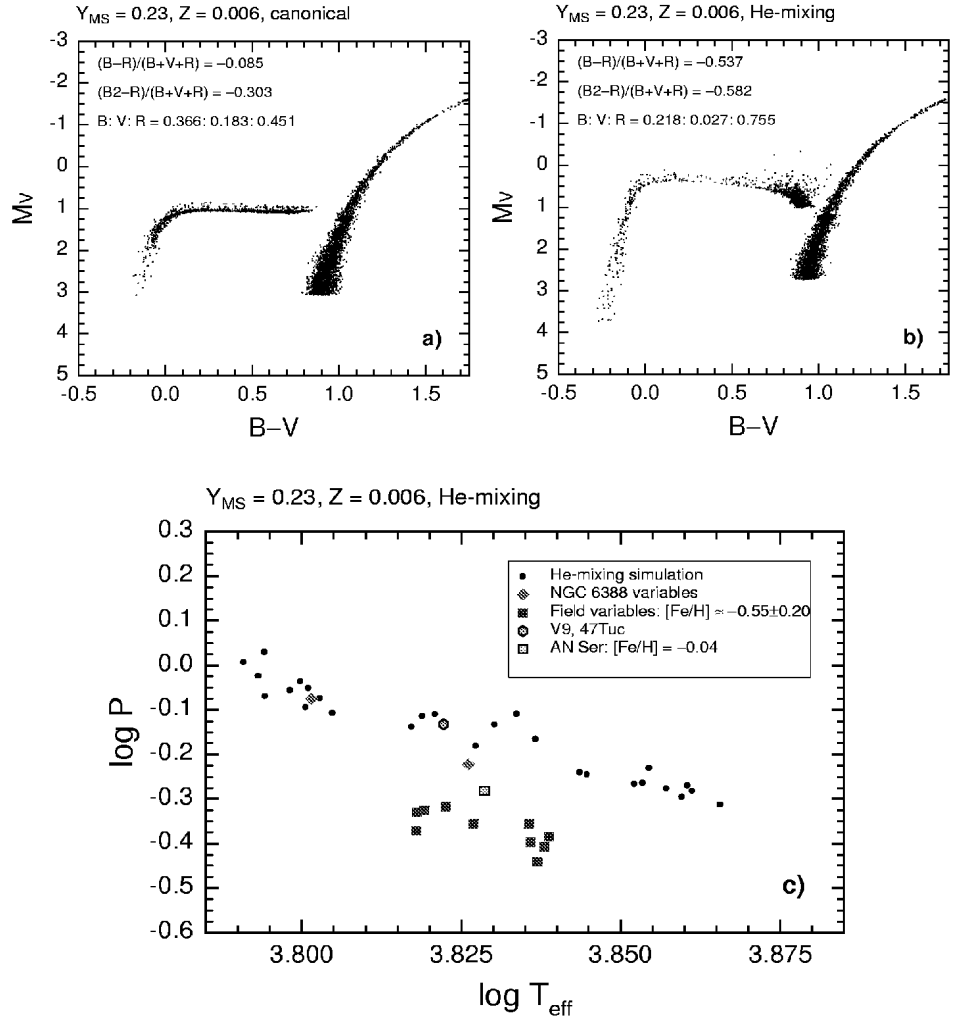 Y_MS = 0.23, Z = 0.006, canonical
-3
(B−R)/(B+V+R) = −0.085
-2
(B2−R)/(B+V+R) = −0.303
-1
B: V: R = 0.366: 0.183: 0.451
0
1
2
3
4
5
Mv
a)
-0.5 0.0 0.5 1.0 1.5
B−V
Y_MS = 0.23, Z = 0.006, He-mixing
-3
(B−R)/(B+V+R) = −0.537
-2
(B2−R)/(B+V+R) = −0.582
-1
B: V: R = 0.218: 0.027: 0.755
0
1
2
3
4
5
Mv
b)
-0.5 0.0 0.5 1.0 1.5
B−V
Y_MS = 0.23, Z = 0.006, He-mixing
0.3
0.2
0.1
0.0
-0.1
-0.2
-0.3
-0.4
-0.5
-0.6
log P
He-mixing simulation
NGC 6388 variables
Field variables: [Fe/H] ≃ −0.55±0.20
V9, 47Tuc
AN Ser: [Fe/H] = −0.04
c)
3.800 3.825 3.850 3.875
log T_eff